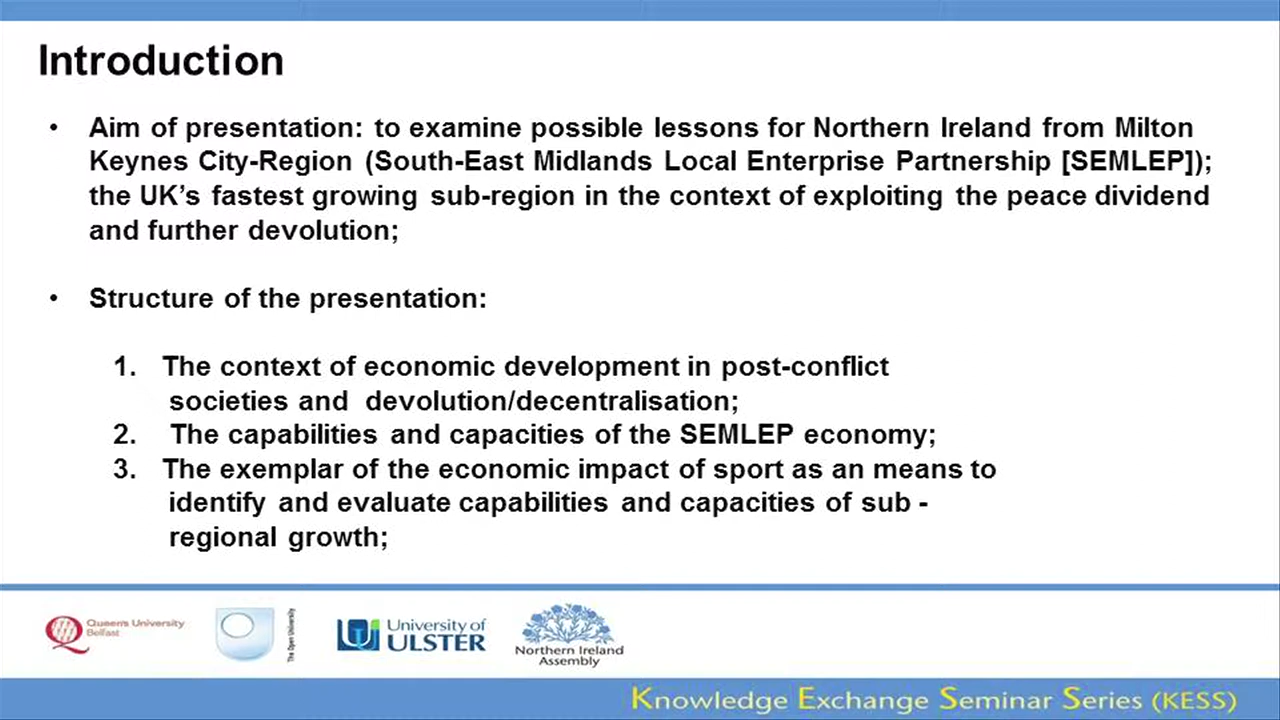 Introduction
• Aim of presentation: to examine possible lessons for Northern Ireland from Milton
Keynes City-Region (South-East Midlands Local Enterprise Partnership [SEMLEP]);
the UK's fastest growing sub-region in the context of exploiting the peace dividend
and further devolution;
• Structure of the presentation:
1. The context of economic development in post-conflict
societies and devolution/decentralisation;
2. The capabilities and capacities of the SEMLEP economy;
3. The exemplar of the economic impact of sport as an means to
identify and evaluate capabilities and capacities of sub -
regional growth;
Queen's University
Belfast
The Open University
University of
ULSTER
Northern Ireland
Assembly
Knowledge Exchange Seminar Series (KESS)